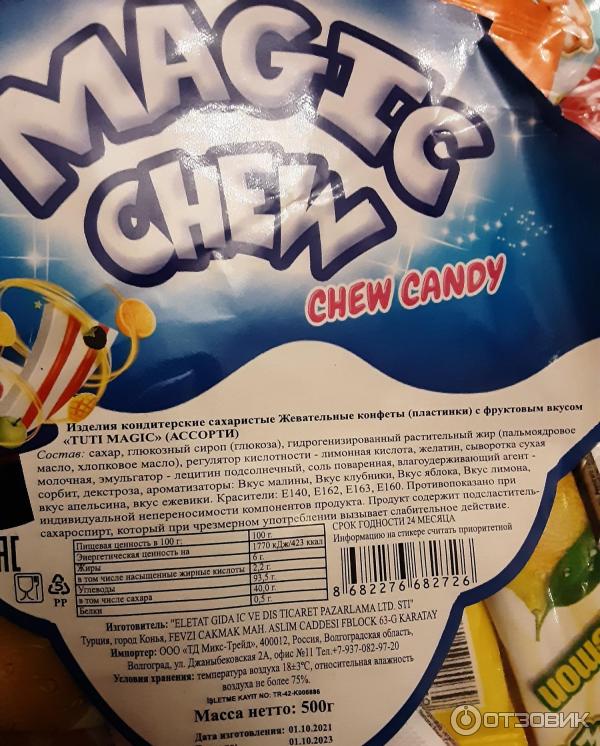 MAGIC
CHEW
CHEW CANDY
Изделия кондитерские сахаристые Жевательные конфеты (пластинки) с фруктовым вкусом
«TUTI MAGIC» (АССОРТИ)
Состав: сахар, глюкозный сироп (глюкоза), гидрогенизированный растительный жир (пальмоядровое
масло, хлопковое масло), регулятор кислотности - лимонная кислота, желатин, сыворотка сухая
молочная, эмульгатор - лецитин подсолнечный, соль поваренная, влагоудерживающий агент -
сорбит, декстроза, ароматизаторы: Вкус малины, Вкус клубники, Вкус яблока, Вкус лимона,
вкус апельсина, вкус ежевики. Красители: E140, E162, E163, E160. Противопоказано при
индивидуальной непереносимости компонентов продукта. Продукт содержит подсластитель-
сахароспирт, который при чрезмерном употреблении вызывает слабительное действие.
СРОК ГОДНОСТИ 24 МЕСЯЦА
Информацию на стикере считать приоритетной
Пищевая ценность в 100 г: 100 г.
Энергетическая ценность на 1770 кДж/423 ккал
Жиры 6 г.
в том числе насыщенные жирные кислоты 2,2 г.
Углеводы 93,5 г.
в том числе сахара 40,0 г.
Белки 0,5 г.
8 682276 682726
PP
Изготовитель: "ELETAT GIDA IC VE DIS TICARET PAZARLAMA LTD. STI"
Турция, город Конья, FEVZI CAKMAK MAH. ASLIM CADDESI FBLOCK 63-G KARATAY
Импортер: ООО «ТД Микс-Трейд», 400012, Россия, Волгоградская область,
Волгоград, ул. Джаныбековская 2А, офис №11 Тел.+7-937-082-97-20
Условия хранения: температура воздуха 18±3°С, относительная влажность
воздуха не более 75%.
İŞLETME KAYIT NO: TR-42-K006886
Масса нетто: 500г
Дата изготовления 01.10.2021
01.10.2023
lemon
ОТЗОВИК